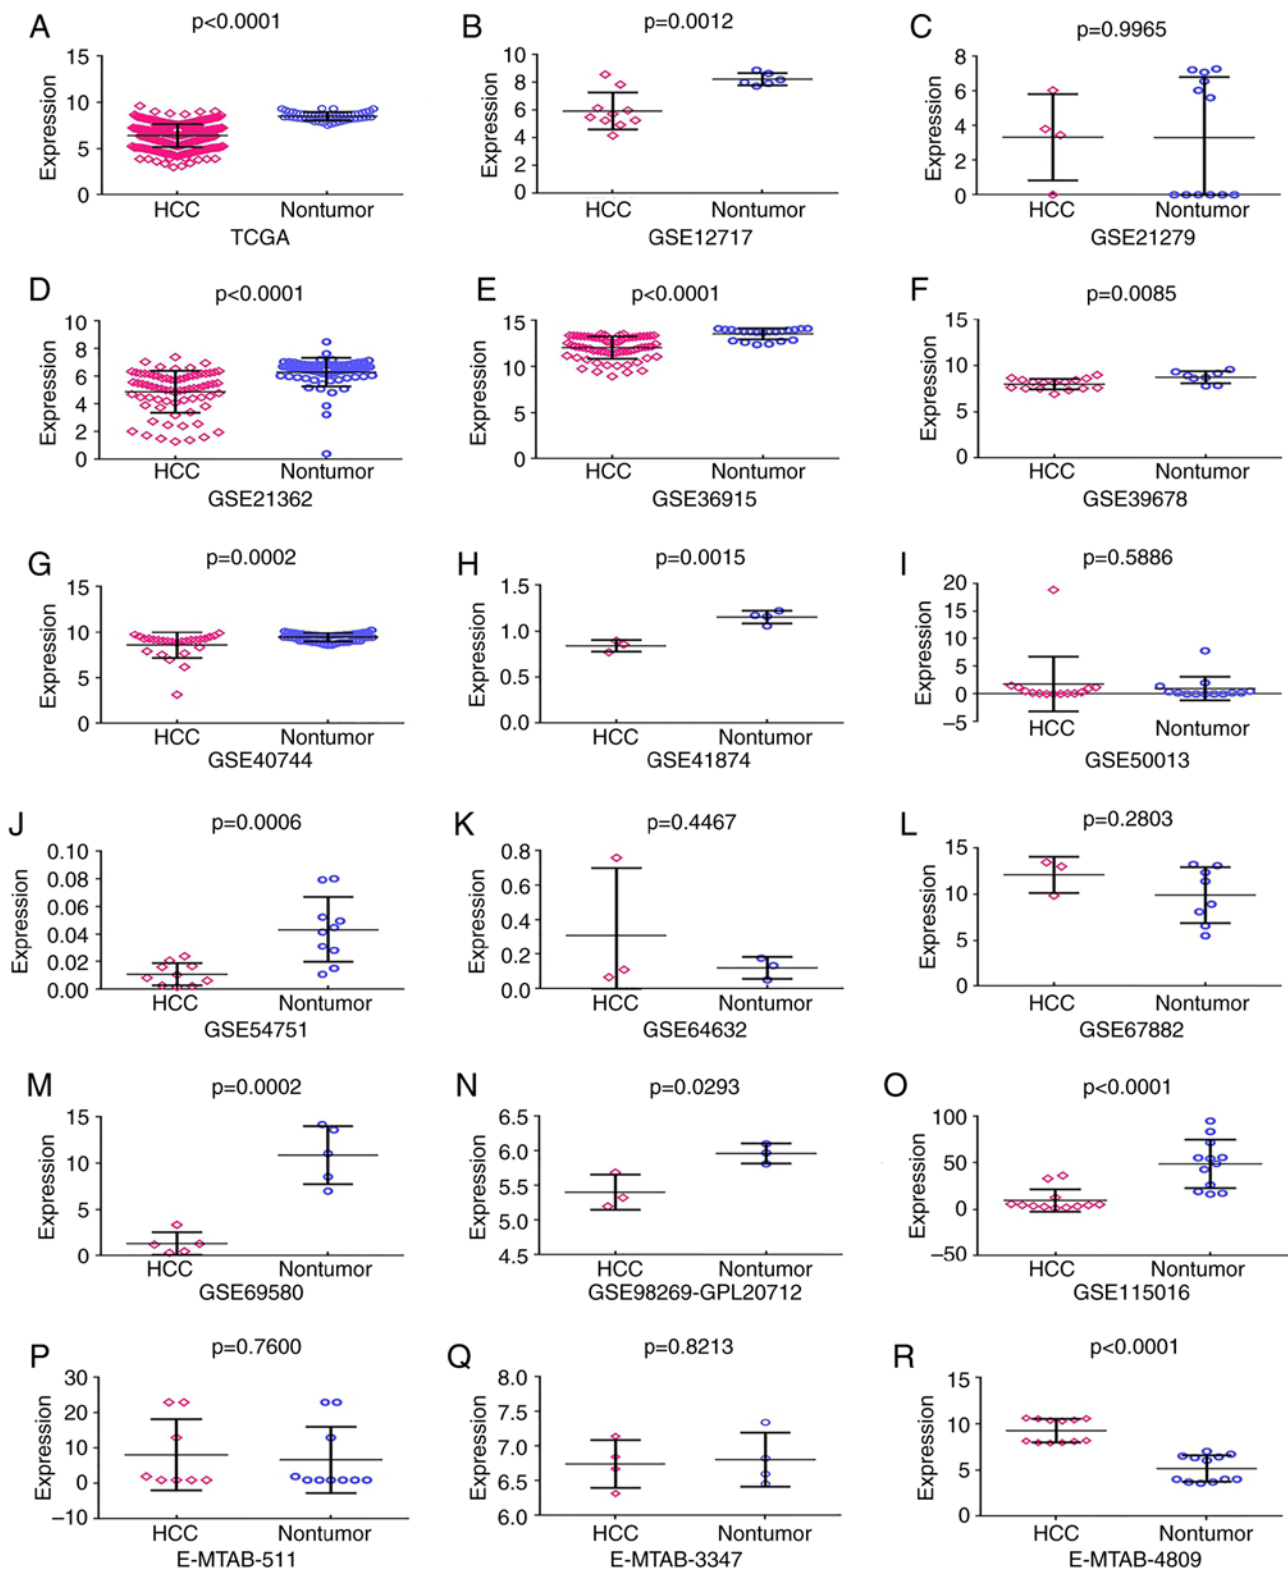 A p<0.0001
Expression
15
10
5
0
HCC Nontumor
TCGA
B p=0.0012
Expression
10
8
6
4
2
0
HCC Nontumor
GSE12717
C p=0.9965
Expression
8
6
4
2
0
HCC Nontumor
GSE21279
D p<0.0001
Expression
10
8
6
4
2
0
HCC Nontumor
GSE21362
E p<0.0001
Expression
15
10
5
0
HCC Nontumor
GSE36915
F p=0.0085
Expression
15
10
5
0
HCC Nontumor
GSE39678
G p=0.0002
Expression
15
10
5
0
HCC Nontumor
GSE40744
H p=0.0015
Expression
1.5
1.0
0.5
0.0
HCC Nontumor
GSE41874
I p=0.5886
Expression
20
15
10
5
0
–5
HCC Nontumor
GSE50013
J p=0.0006
Expression
0.10
0.08
0.06
0.04
0.02
0.00
HCC Nontumor
GSE54751
K p=0.4467
Expression
0.8
0.6
0.4
0.2
0.0
HCC Nontumor
GSE64632
L p=0.2803
Expression
15
10
5
0
HCC Nontumor
GSE67882
M p=0.0002
Expression
15
10
5
0
HCC Nontumor
GSE69580
N p=0.0293
Expression
6.5
6.0
5.5
5.0
4.5
HCC Nontumor
GSE98269-GPL20712
O p<0.0001
Expression
100
50
0
–50
HCC Nontumor
GSE115016
P p=0.7600
Expression
30
20
10
0
–10
HCC Nontumor
E-MTAB-511
Q p=0.8213
Expression
8.0
7.5
7.0
6.5
6.0
HCC Nontumor
E-MTAB-3347
R p<0.0001
Expression
15
10
5
0
HCC Nontumor
E-MTAB-4809